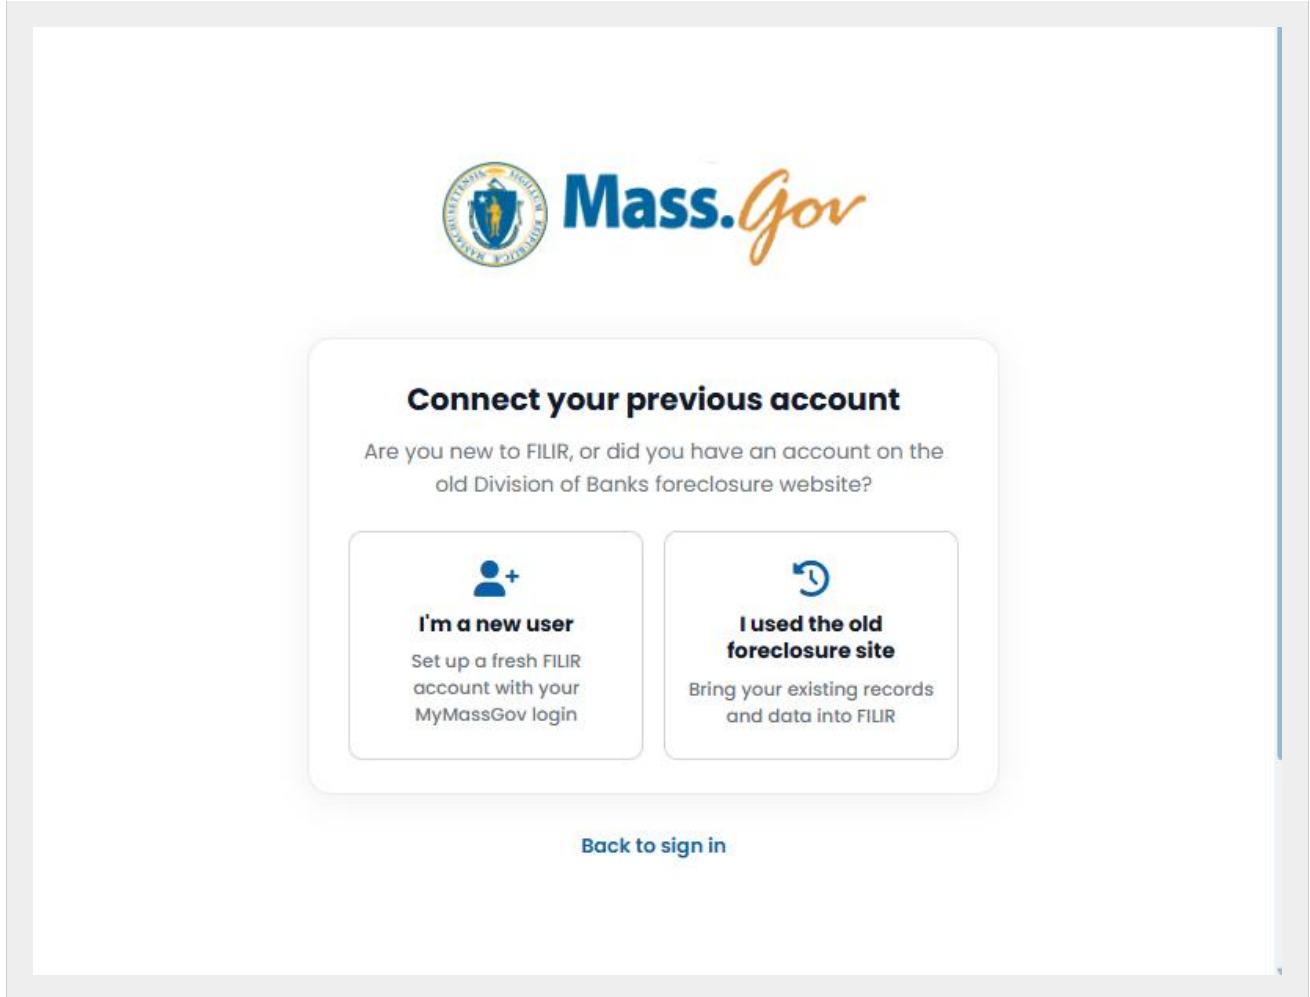 Mass.Gov
Connect your previous account
Are you new to FILIR, or did you have an account on the
old Division of Banks foreclosure website?
I'm a new user
Set up a fresh FILIR
account with your
MyMassGov login
I used the old
foreclosure site
Bring your existing records
and data into FILIR
Back to sign in